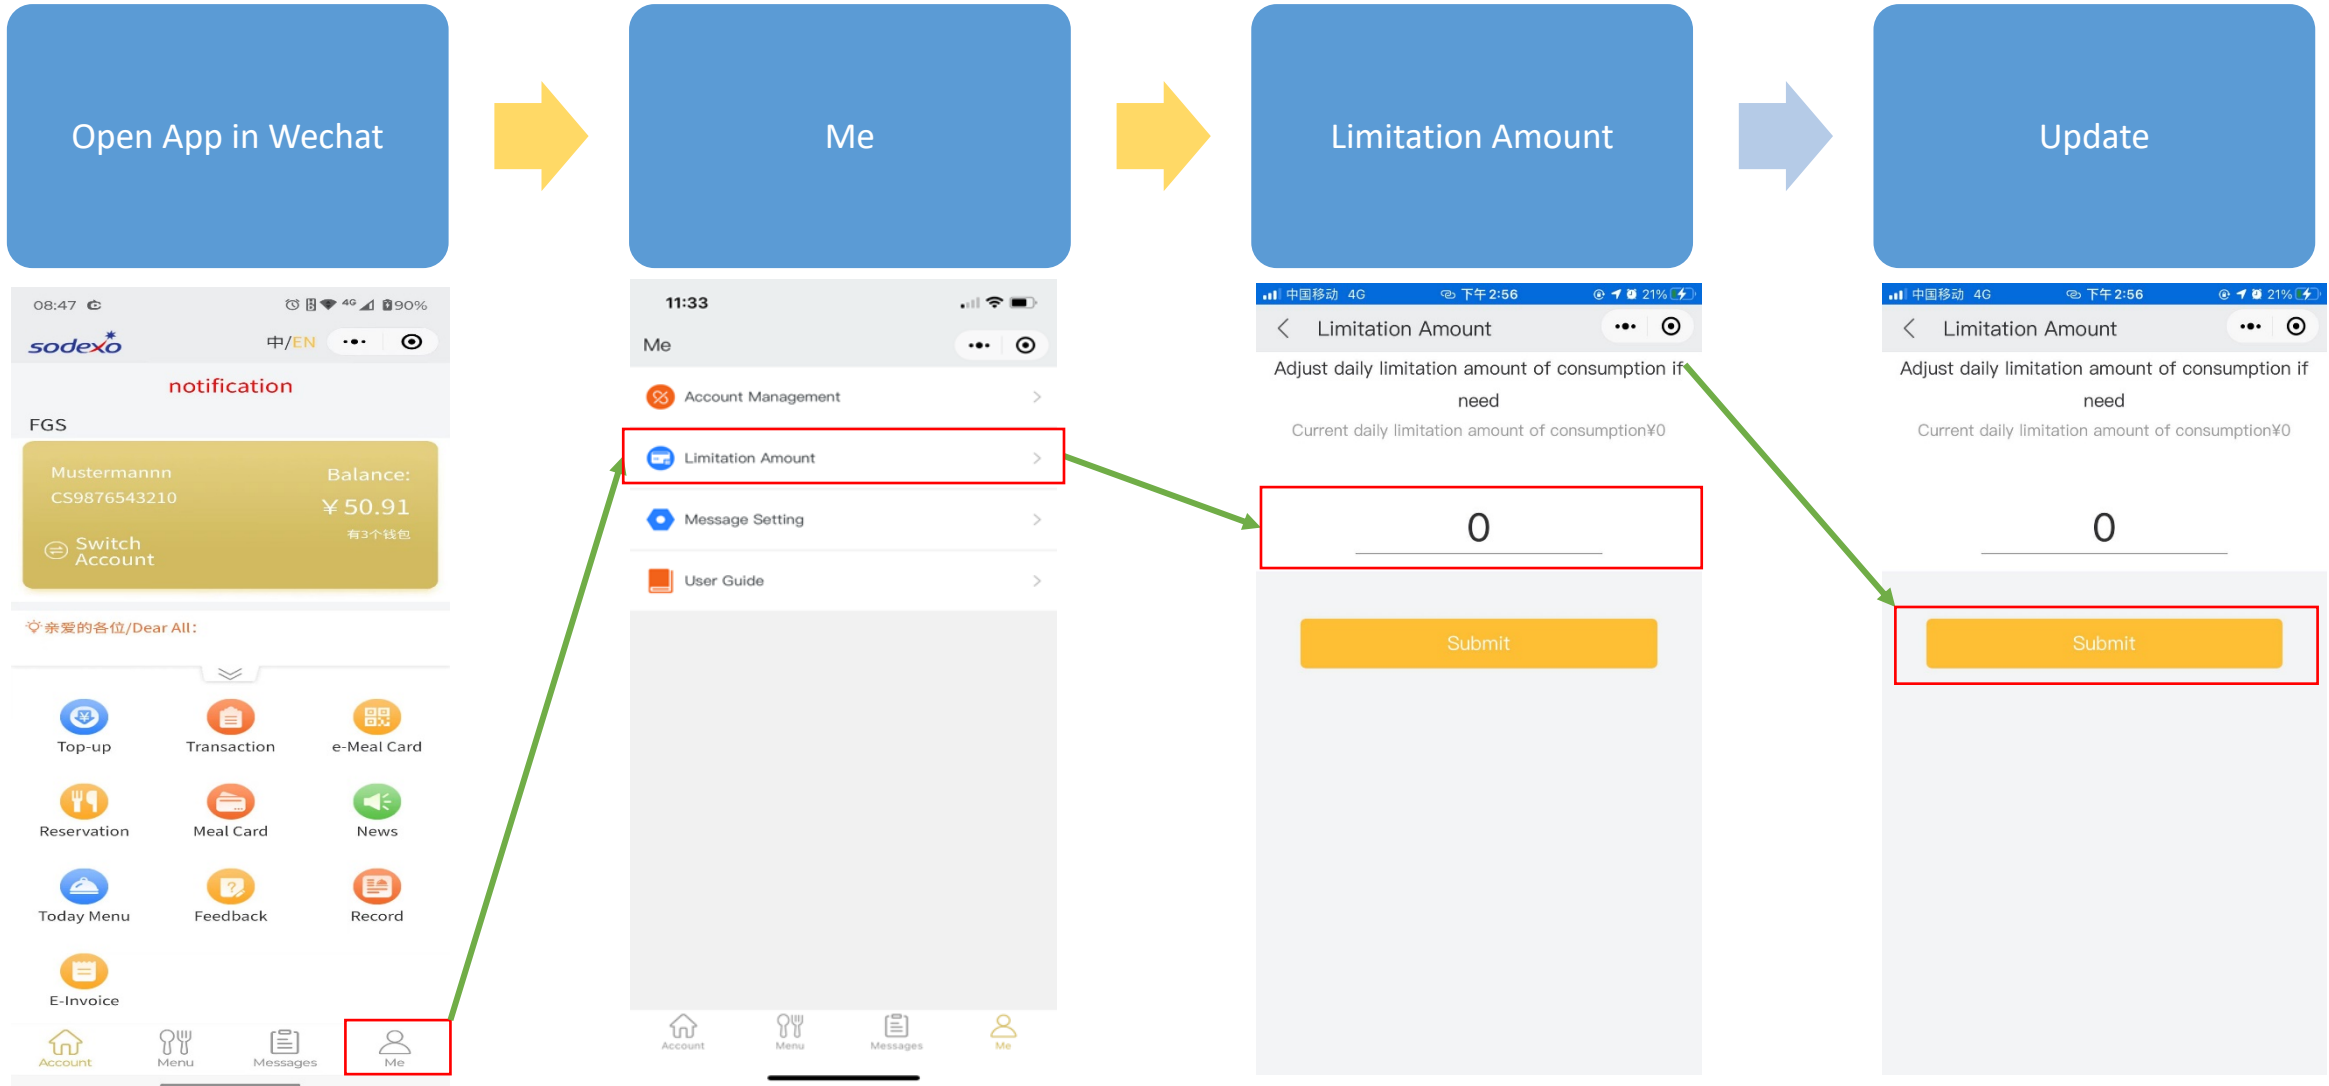 Open App in Wechat
Me
Limitation Amount
Update
08:47
4G
90%
sodexo
中/EN
notification
FGS
Mustermannn
Balance:
CS9876543210
¥ 50.91
有3个钱包
Switch
Account
亲爱的各位/Dear All:
Top-up
Transaction
e-Meal Card
Reservation
Meal Card
News
Today Menu
Feedback
Record
E-Invoice
Account
Menu
Messages
Me
11:33
Me
Account Management
Limitation Amount
Message Setting
User Guide
Account
Menu
Messages
Me
中国移动 4G
下午2:56
21%
Limitation Amount
Adjust daily limitation amount of consumption if
need
Current daily limitation amount of consumption¥0
0
Submit
中国移动 4G
下午2:56
21%
Limitation Amount
Adjust daily limitation amount of consumption if
need
Current daily limitation amount of consumption¥0
0
Submit